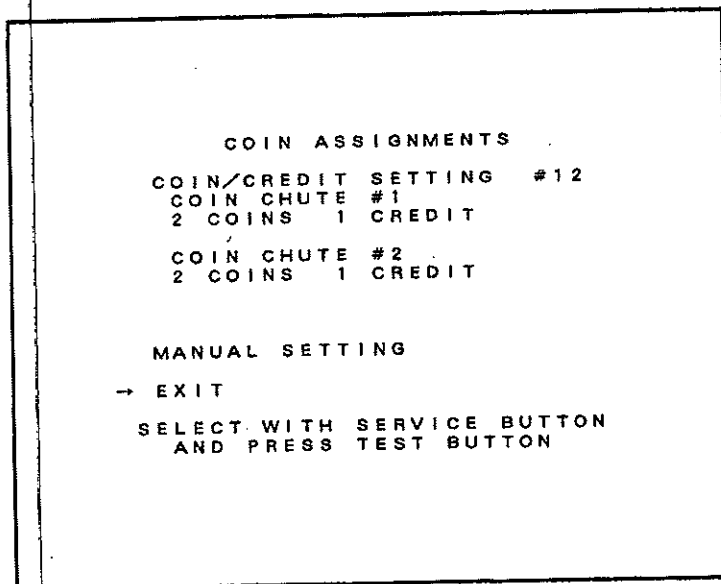 COIN ASSIGNMENTS
COIN/CREDIT SETTING #12
COIN CHUTE #1
2 COINS 1 CREDIT
COIN CHUTE #2
2 COINS 1 CREDIT
MANUAL SETTING
→ EXIT
SELECT WITH SERVICE BUTTON
AND PRESS TEST BUTTON